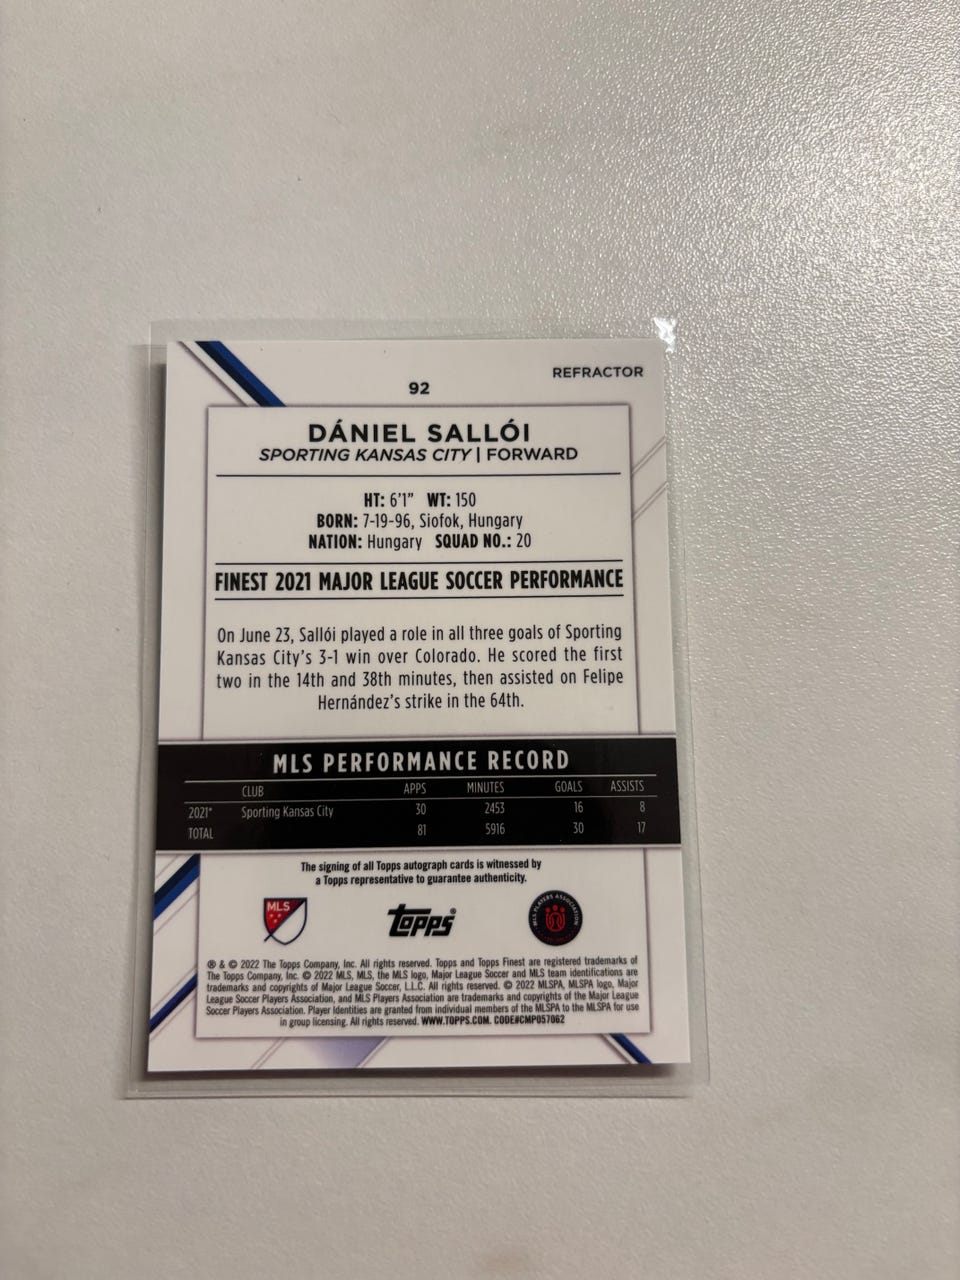 REFRACTOR
92
DÁNIEL SALLÓI
SPORTING KANSAS CITY | FORWARD
HT: 6'1" WT: 150
BORN: 7-19-96, Siofok, Hungary
NATION: Hungary SQUAD NO.: 20
FINEST 2021 MAJOR LEAGUE SOCCER PERFORMANCE
On June 23, Sallói played a role in all three goals of Sporting
Kansas City's 3-1 win over Colorado. He scored the first
two in the 14th and 38th minutes, then assisted on Felipe
Hernández's strike in the 64th.
MLS PERFORMANCE RECORD
CLUB APPS MINUTES GOALS ASSISTS
2021* Sporting Kansas City 30 2453 16 8
TOTAL 81 5916 30 17
The signing of all Topps autograph cards is witnessed by
a Topps representative to guarantee authenticity.
MLS
Topps®
MLS PLAYERS ASSOCIATION
® & © 2022 The Topps Company, Inc. All rights reserved. Topps and Topps Finest are registered trademarks of
The Topps Company, Inc. © 2022 MLS, MLS, the MLS logo, Major League Soccer and MLS team identifications are
trademarks and copyrights of Major League Soccer, L.L.C. All rights reserved. © 2022 MLSPA, MLSPA logo, Major
League Soccer Players Association, and MLS Players Association are trademarks and copyrights of the Major League
Soccer Players Association. Player Identities are granted from individual members of the MLSPA to the MLSPA for use
in group licensing. All rights reserved. WWW.TOPPS.COM. CODE#CMP057062